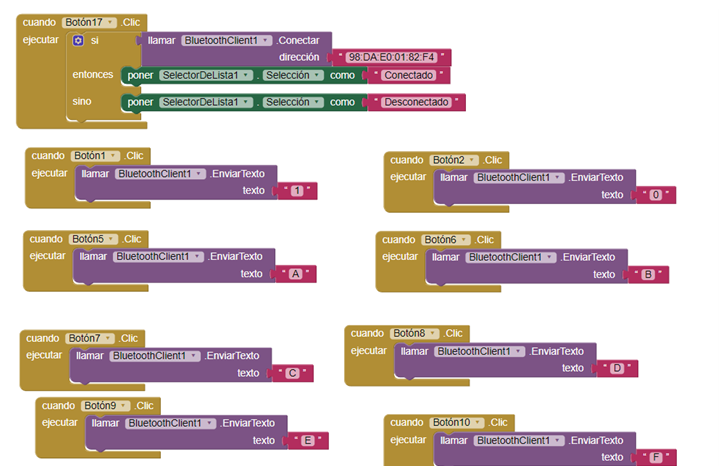 cuando Botón17 .Clic
ejecutar si llamar BluetoothClient1 .Conectar
dirección " 98:DA:E0:01:82:F4 "
entonces poner SelectorDeLista1 . Selección como " Conectado "
sino poner SelectorDeLista1 . Selección como " Desconectado "
cuando Botón1 .Clic
ejecutar llamar BluetoothClient1 .EnviarTexto
texto " 1 "
cuando Botón2 .Clic
ejecutar llamar BluetoothClient1 .EnviarTexto
texto " 0 "
cuando Botón5 .Clic
ejecutar llamar BluetoothClient1 .EnviarTexto
texto " A "
cuando Botón6 .Clic
ejecutar llamar BluetoothClient1 .EnviarTexto
texto " B "
cuando Botón7 .Clic
ejecutar llamar BluetoothClient1 .EnviarTexto
texto " C "
cuando Botón8 .Clic
ejecutar llamar BluetoothClient1 .EnviarTexto
texto " D "
cuando Botón9 .Clic
ejecutar llamar BluetoothClient1 .EnviarTexto
texto " E "
cuando Botón10 .Clic
ejecutar llamar BluetoothClient1 .EnviarTexto
texto " F "